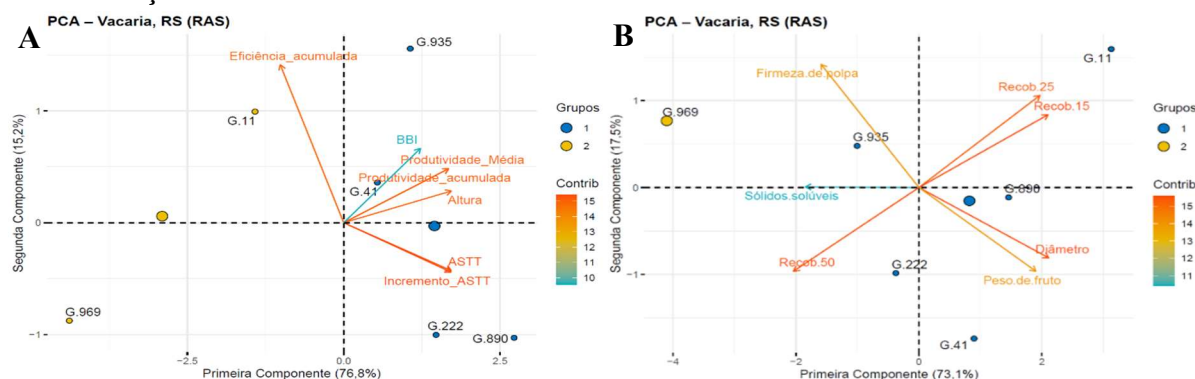 PCA – Vacaria, RS (RAS)
A
Segunda Componente (15,2%)
1
0
-1
-2.5
0.0
2.5
Primeira Componente (76,8%)
Eficiência_acumulada
G.935
G.11
BBI
Produtividade_Média
Produtividade_acumulada
G.41
Altura
ASTT
Incremento_ASTT
G.969
G.222
G.890
Grupos
1
2
Contrib
15
14
13
12
11
10
PCA – Vacaria, RS (RAS)
B
Segunda Componente (17,5%)
1
0
-1
-4
-2
0
2
Primeira Componente (73,1%)
G.11
Firmeza.de.polpa
Recob.25
Recob.15
G.969
G.935
Sólidos.solúveis
G.890
Recob.50
Diâmetro
Peso.de.fruto
G.222
G.41
Grupos
1
2
Contrib
15
14
13
12
11